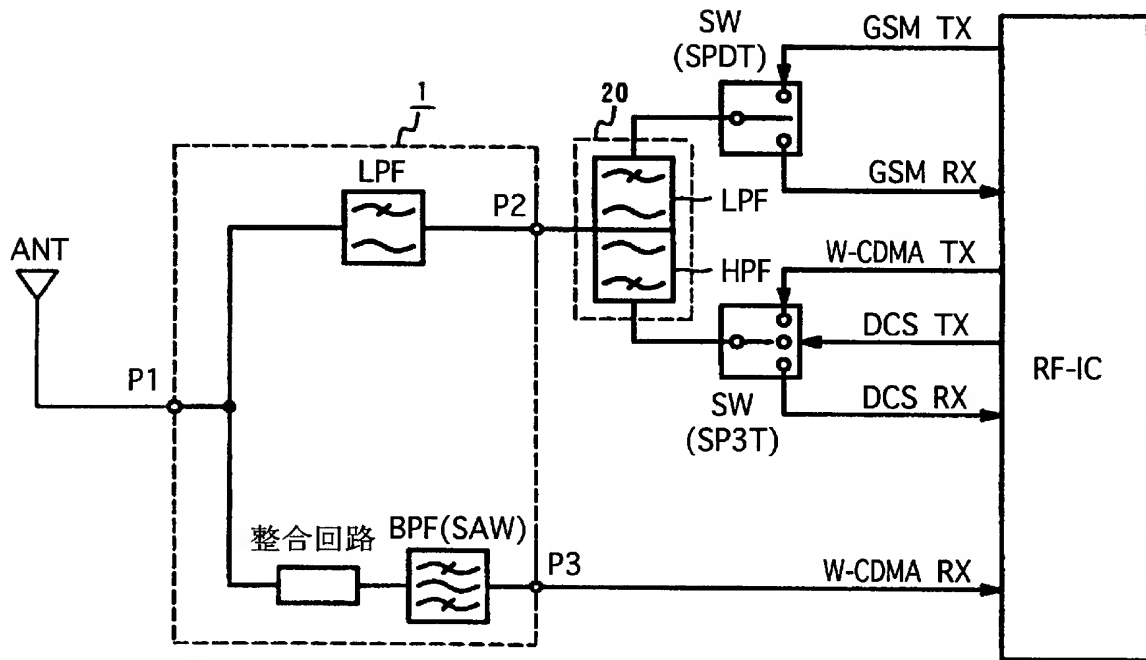 SW
(SPDT)
GSM TX
GSM RX
1
20
LPF
P2
LPF
HPF
ANT
P1
W-CDMA TX
DCS TX
DCS RX
SW
(SP3T)
RF-IC
整合回路
BPF(SAW)
P3
W-CDMA RX